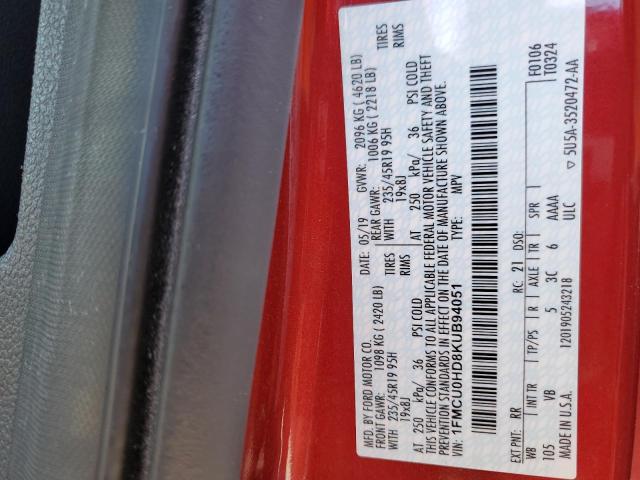 MFD. BY FORD MOTOR CO.
DATE: 05/19 GVWR: 2096 KG ( 4620 LB)
FRONT GAWR: 1098 KG ( 2420 LB) REAR GAWR: 1006 KG ( 2218 LB)
WITH 235/45R19 95H TIRES WITH 235/45R19 95H TIRES
19x8J RIMS 19x8J RIMS
AT 250 kPa/ 36 PSI COLD AT 250 kPa/ 36 PSI COLD
THIS VEHICLE CONFORMS TO ALL APPLICABLE FEDERAL MOTOR VEHICLE SAFETY AND THEFT
PREVENTION STANDARDS IN EFFECT ON THE DATE OF MANUFACTURE SHOWN ABOVE.
VIN: 1FMCU0HD8KUB94051
TYPE: MPV
F0106
T0324
EXT PNT: RR RC: 21 DSO:
WB INT TR TP/PS R AXLE TR SPR
105 VB 5 3C 6 AAAA
MADE IN U.S.A. 1201905243218 ULC
▽ 5U5A-3520472-AA